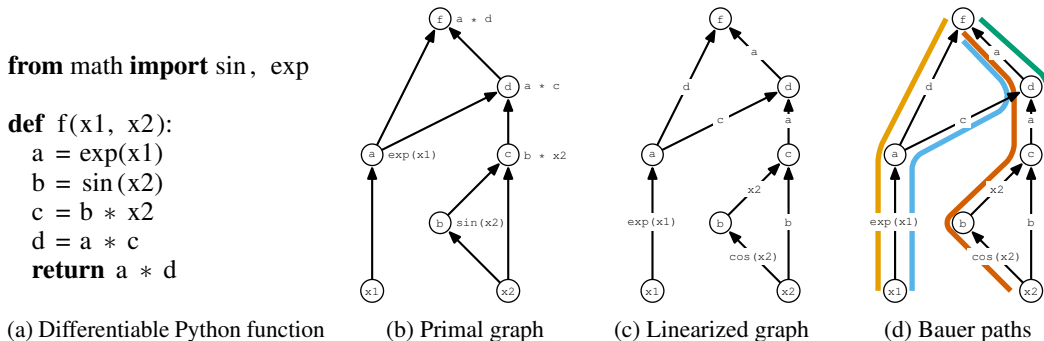 from math import sin, exp
def f(x1, x2):
a = exp(x1)
b = sin(x2)
c = b * x2
d = a * c
return a * d
(a) Differentiable Python function
f a * d
d a * c
a exp(x1)
c b * x2
b sin(x2)
x1 x2
(b) Primal graph
f
a
d
d
c
a
a
c
x2
exp(x1)
b
b
cos(x2)
x1 x2
(c) Linearized graph
f
a
d
d
c
a
a
c
x2
exp(x1)
b
b
cos(x2)
x1 x2
(d) Bauer paths